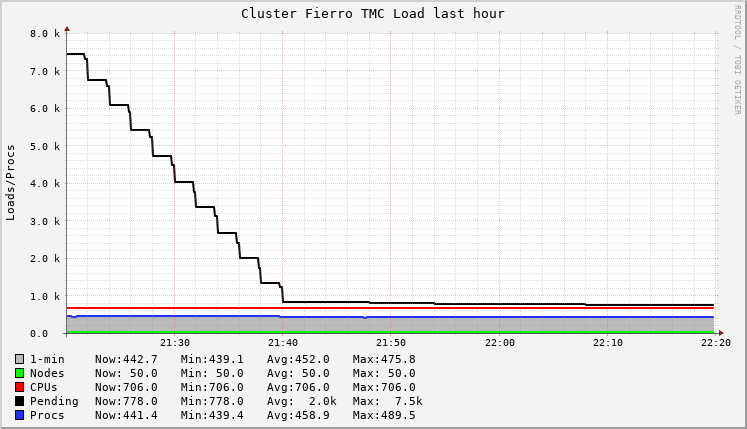 Cluster Fierro TMC Load last hour
RRDTOOL / TOBI OETIKER
Loads/Procs
8.0 k
7.0 k
6.0 k
5.0 k
4.0 k
3.0 k
2.0 k
1.0 k
0.0
21:30 21:40 21:50 22:00 22:10 22:20
1-min Now:442.7 Min:439.1 Avg:452.0 Max:475.8
Nodes Now: 50.0 Min: 50.0 Avg: 50.0 Max: 50.0
CPUs Now:706.0 Min:706.0 Avg:706.0 Max:706.0
Pending Now:778.0 Min:778.0 Avg: 2.0k Max: 7.5k
Procs Now:441.4 Min:439.4 Avg:458.9 Max:489.5